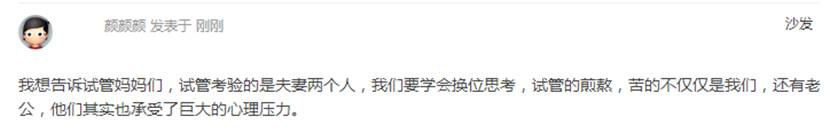 颜颜颜 发表于 刚刚
沙发
我想告诉试管妈妈们，试管考验的是夫妻两个人，我们要学会换位思考，试管的煎熬，苦的不仅仅是我们，还有老
公，他们其实也承受了巨大的心理压力。